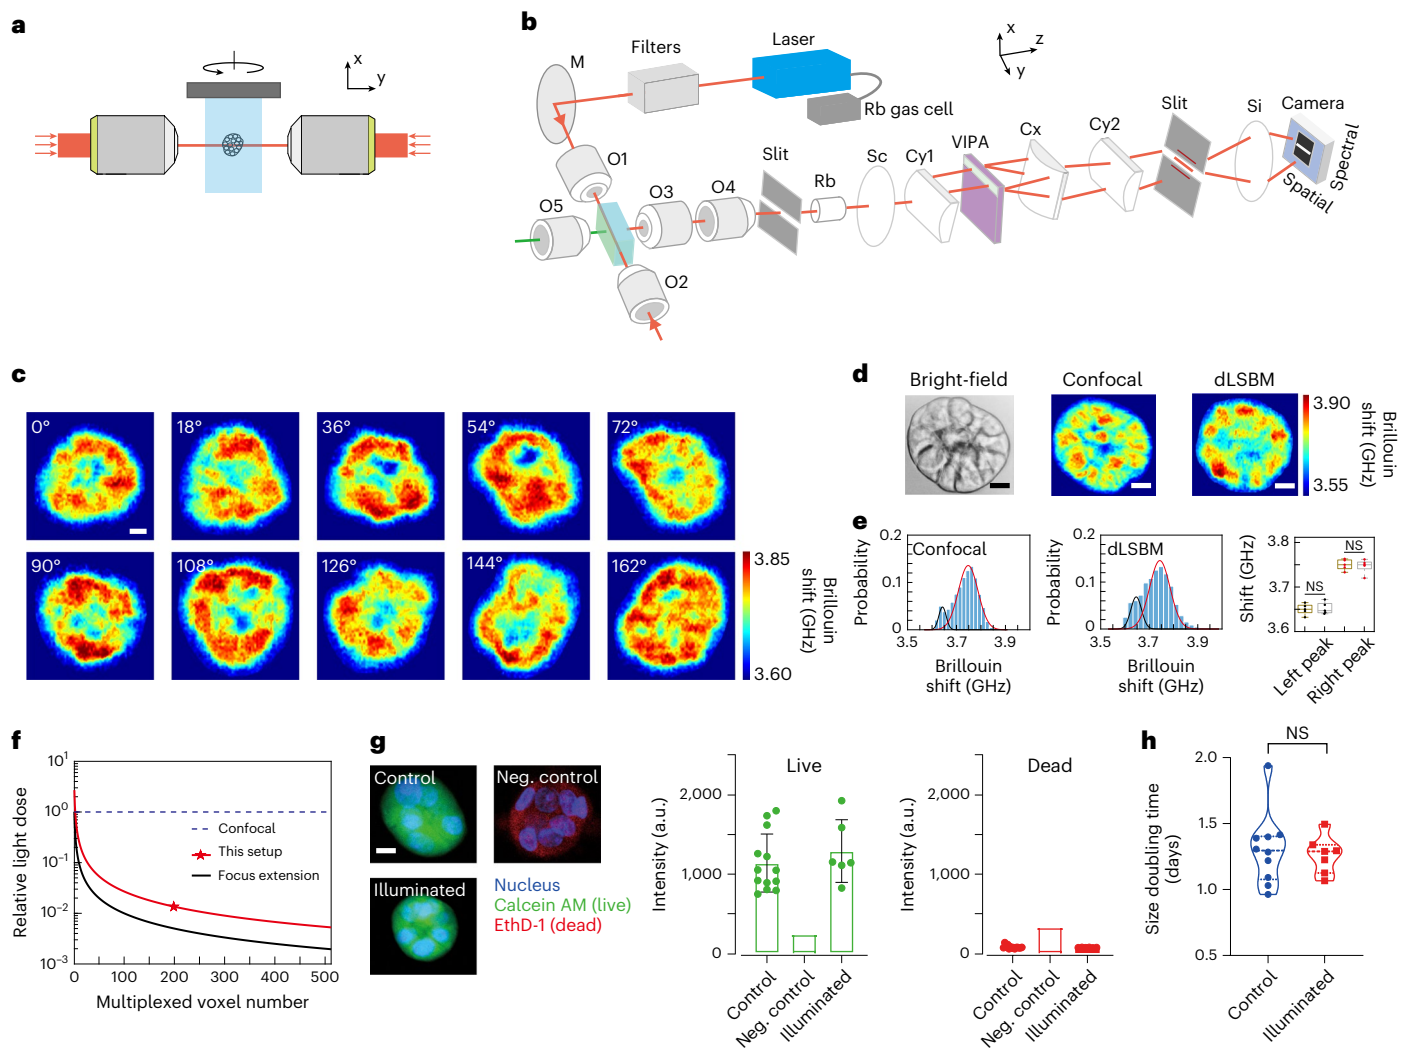 a
x
y
b
M
Filters
Laser
Rb gas cell
x
z
y
O1
O5
O3
O4
O2
Slit
Rb
Sc
Cy1
VIPA
Cx
Cy2
Slit
Si
Camera
Spectral
Spatial
c
0°
18°
36°
54°
72°
90°
108°
126°
144°
162°
3.85
Brillouin
shift (GHz)
3.60
d
Bright-field
Confocal
dLSBM
3.90
Brillouin
shift (GHz)
3.55
e
0.2
0.1
0
Probability
Confocal
3.5
3.7
3.9
Brillouin
shift (GHz)
0.2
0.1
0
Probability
dLSBM
3.5
3.7
3.9
Brillouin
shift (GHz)
3.8
3.7
3.6
Shift (GHz)
NS
NS
Left peak
Right peak
f
10¹
10⁰
10⁻¹
10⁻²
10⁻³
Relative light dose
Confocal
This setup
Focus extension
0
100
200
300
400
500
Multiplexed voxel number
g
Control
Neg. control
Illuminated
Nucleus
Calcein AM (live)
EthD-1 (dead)
Live
2,000
1,000
0
Intensity (a.u.)
Control
Neg. control
Illuminated
Dead
2,000
1,000
0
Intensity (a.u.)
Control
Neg. control
Illuminated
h
NS
2.0
1.5
1.0
0.5
Size doubling time
(days)
Control
Illuminated